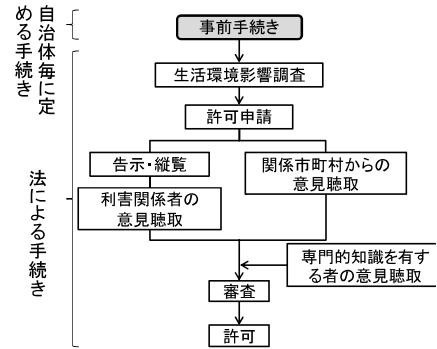 自治体毎に定
める手続き
事前手続き
法による手続き
生活環境影響調査
許可申請
告示・縦覧
利害関係者の
意見聴取
関係市町村からの
意見聴取
専門的知識を有す
る者の意見聴取
審査
許可